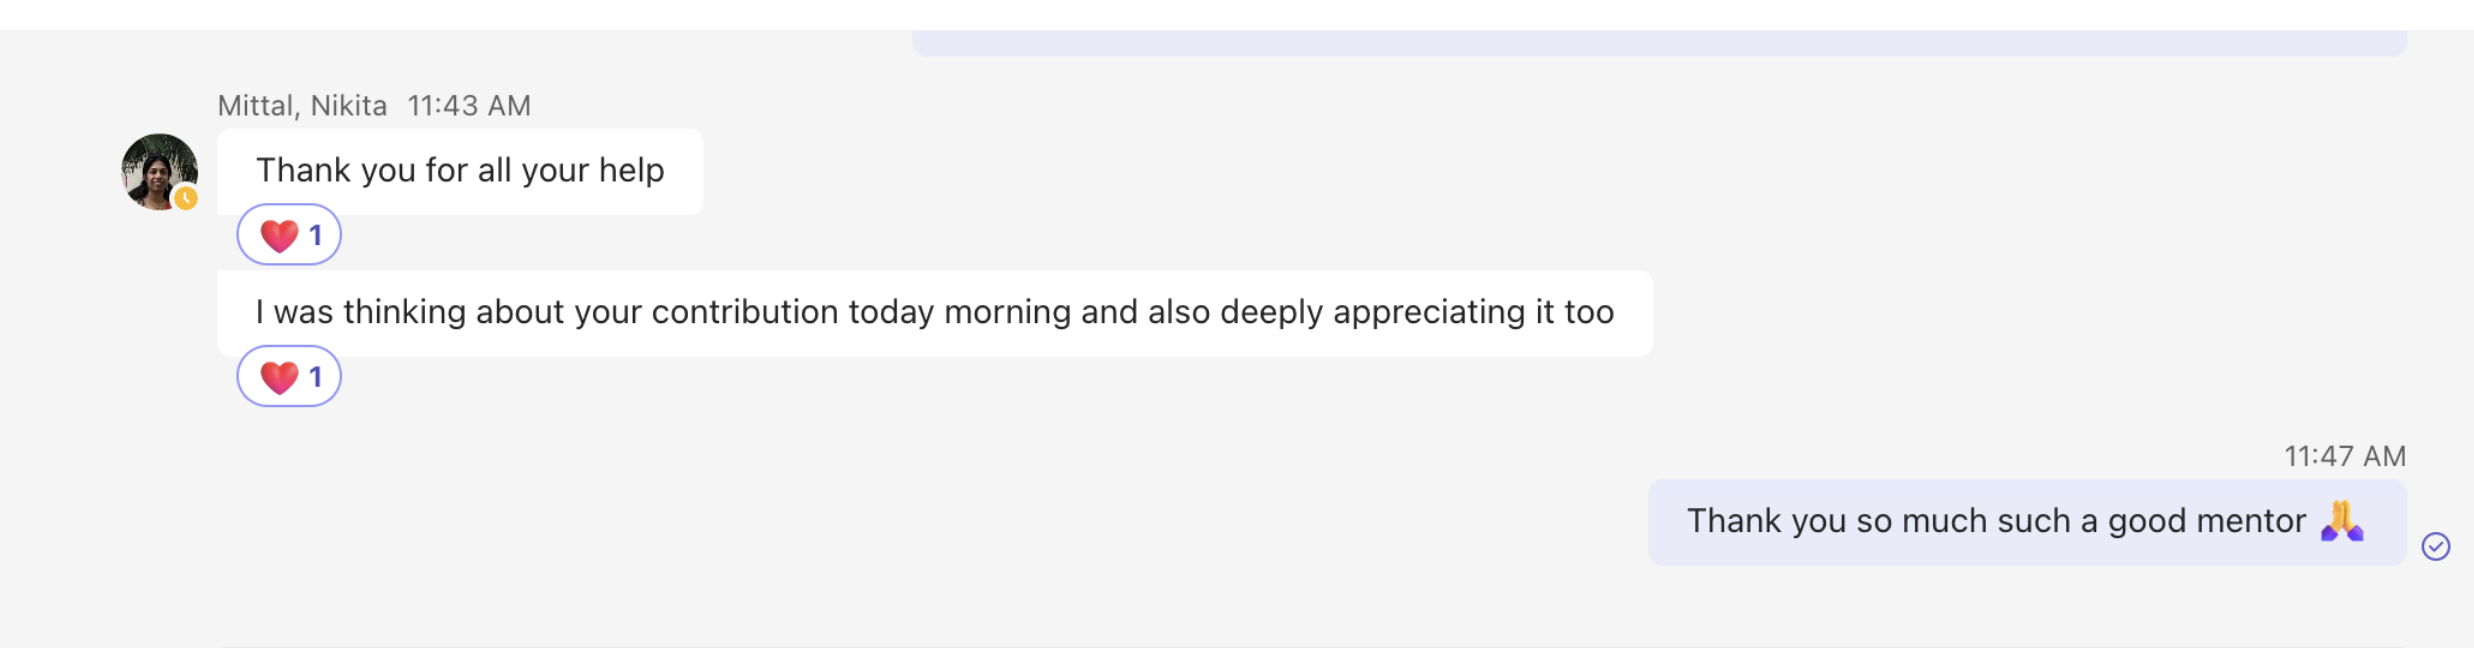 Mittal, Nikita 11:43 AM
Thank you for all your help
❤️ 1
I was thinking about your contribution today morning and also deeply appreciating it too
❤️ 1
11:47 AM
Thank you so much such a good mentor 🙏